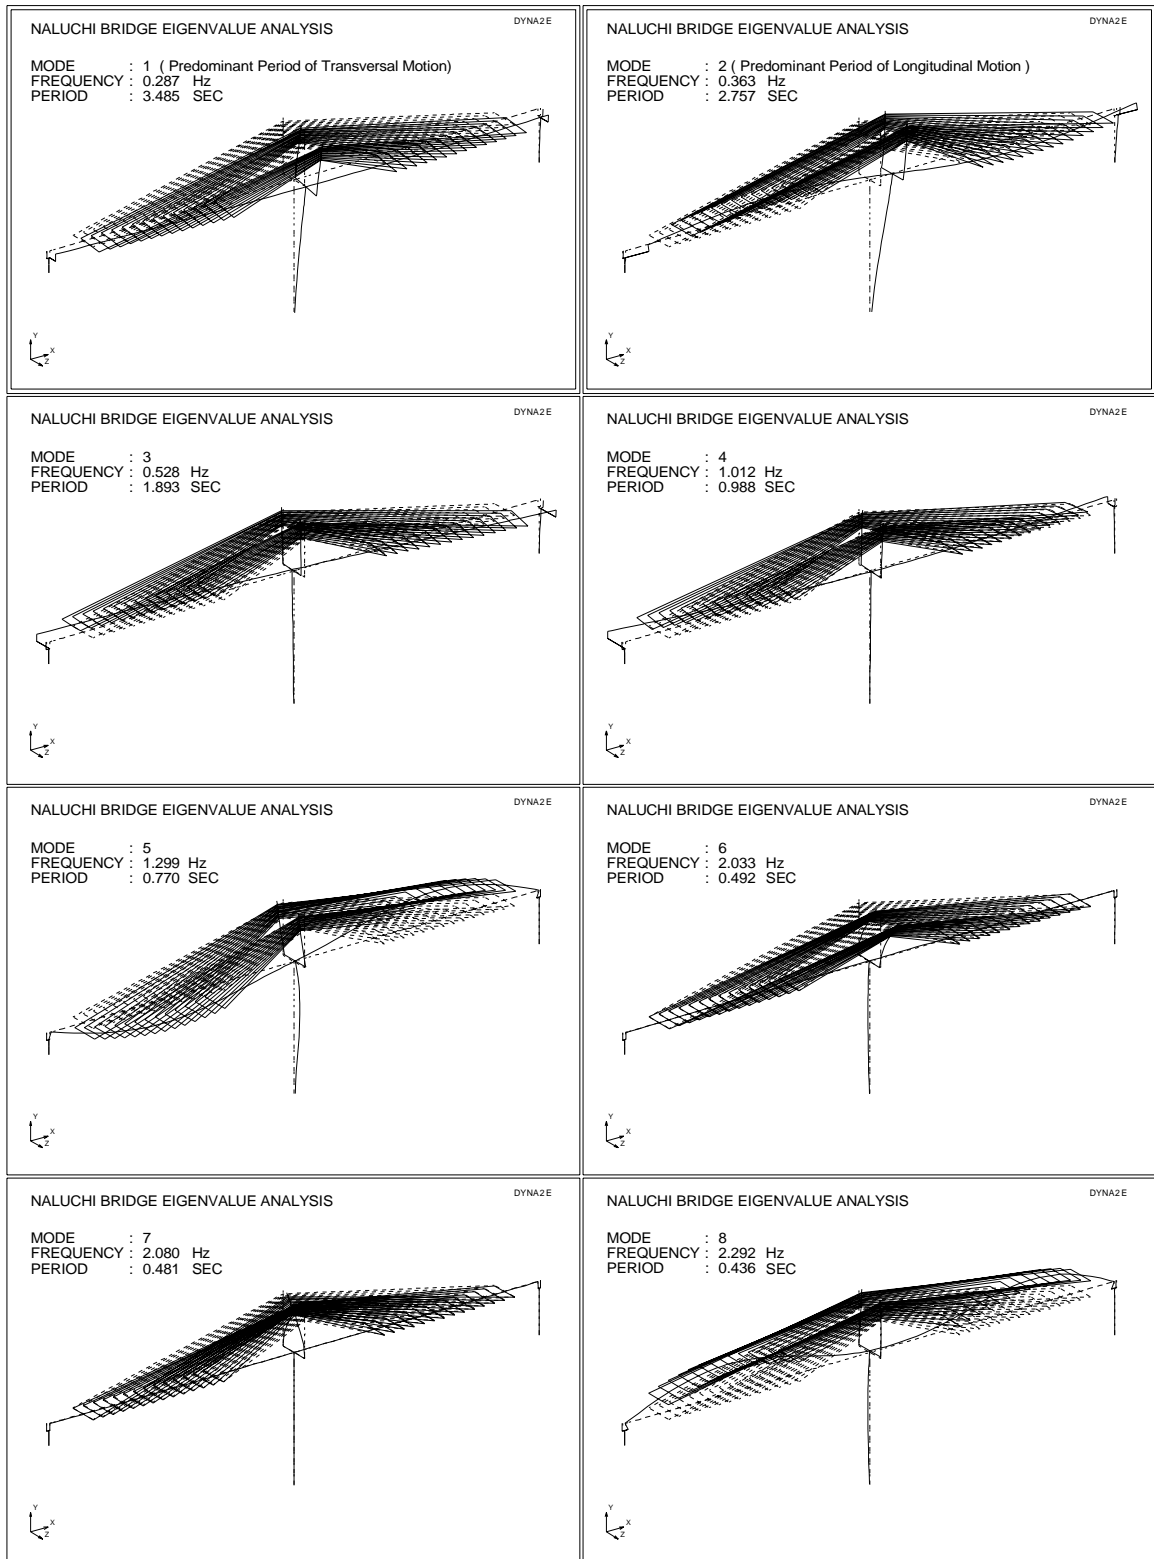 NALUCHI BRIDGE EIGENVALUE ANALYSIS DYNA2E
MODE : 1 ( Predominant Period of Transversal Motion)
FREQUENCY : 0.287 Hz
PERIOD : 3.485 SEC
Y
X
Z
NALUCHI BRIDGE EIGENVALUE ANALYSIS DYNA2E
MODE : 2 ( Predominant Period of Longitudinal Motion )
FREQUENCY : 0.363 Hz
PERIOD : 2.757 SEC
Y
X
Z
NALUCHI BRIDGE EIGENVALUE ANALYSIS DYNA2E
MODE : 3
FREQUENCY : 0.528 Hz
PERIOD : 1.893 SEC
Y
X
Z
NALUCHI BRIDGE EIGENVALUE ANALYSIS DYNA2E
MODE : 4
FREQUENCY : 1.012 Hz
PERIOD : 0.988 SEC
Y
X
Z
NALUCHI BRIDGE EIGENVALUE ANALYSIS DYNA2E
MODE : 5
FREQUENCY : 1.299 Hz
PERIOD : 0.770 SEC
Y
X
Z
NALUCHI BRIDGE EIGENVALUE ANALYSIS DYNA2E
MODE : 6
FREQUENCY : 2.033 Hz
PERIOD : 0.492 SEC
Y
X
Z
NALUCHI BRIDGE EIGENVALUE ANALYSIS DYNA2E
MODE : 7
FREQUENCY : 2.080 Hz
PERIOD : 0.481 SEC
Y
X
Z
NALUCHI BRIDGE EIGENVALUE ANALYSIS DYNA2E
MODE : 8
FREQUENCY : 2.292 Hz
PERIOD : 0.436 SEC
Y
X
Z